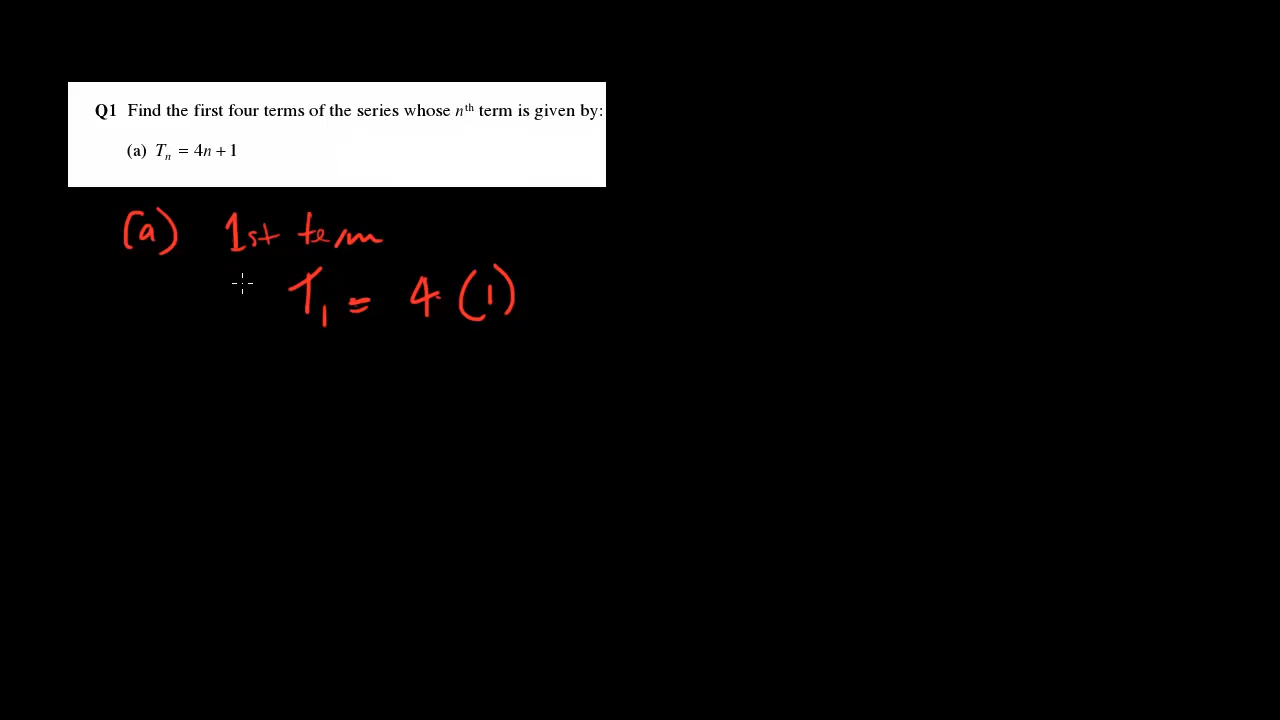 Q1 Find the first four terms of the series whose nᵗʰ term is given by:
(a) Tₙ = 4n + 1
(a) 1st term
T₁ = 4 (1)